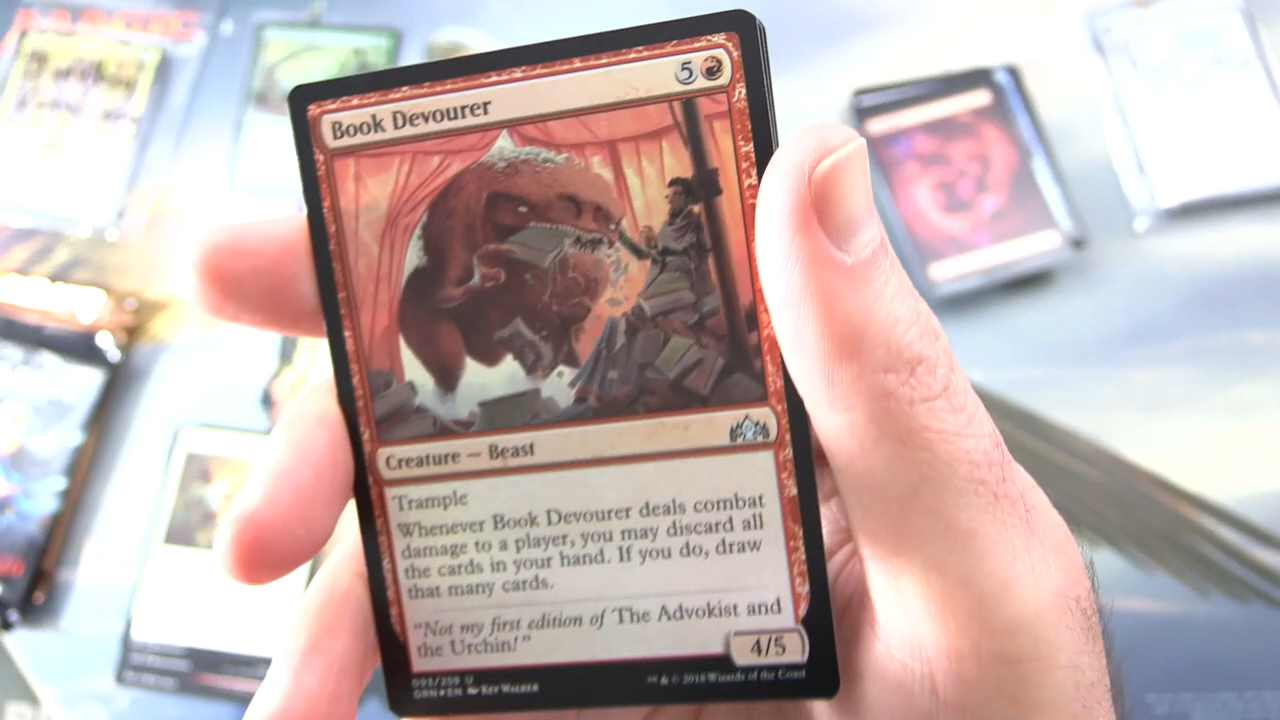 Book Devourer
5
Creature — Beast
Trample
Whenever Book Devourer deals combat
damage to a player, you may discard all
the cards in your hand. If you do, draw
that many cards.
"Not my first edition of The Advokist and
the Urchin!"
4/5
093/259 U
GRN★EN Kev Walker
™ & © 2018 Wizards of the Coast